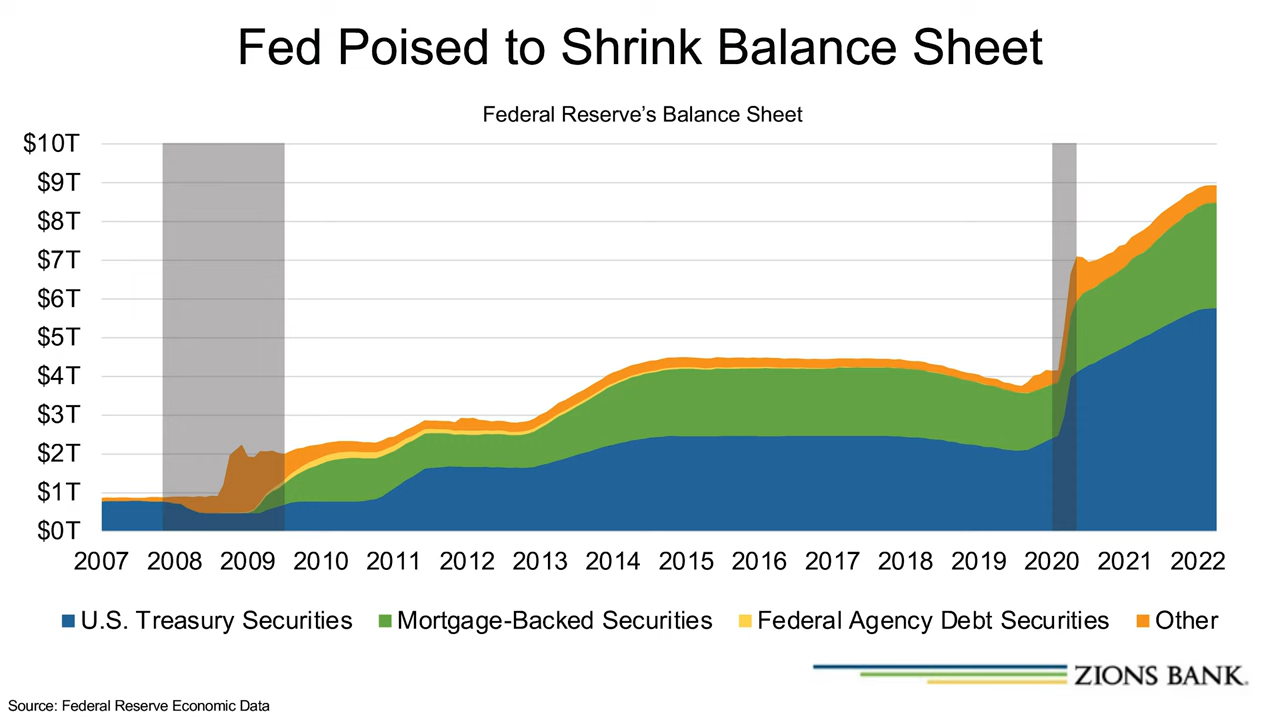 Fed Poised to Shrink Balance Sheet
Federal Reserve’s Balance Sheet
$10T
$9T
$8T
$7T
$6T
$5T
$4T
$3T
$2T
$1T
$0T
2007 2008 2009 2010 2011 2012 2013 2014 2015 2016 2017 2018 2019 2020 2021 2022
U.S. Treasury Securities Mortgage-Backed Securities Federal Agency Debt Securities Other
ZIONS BANK.
Source: Federal Reserve Economic Data